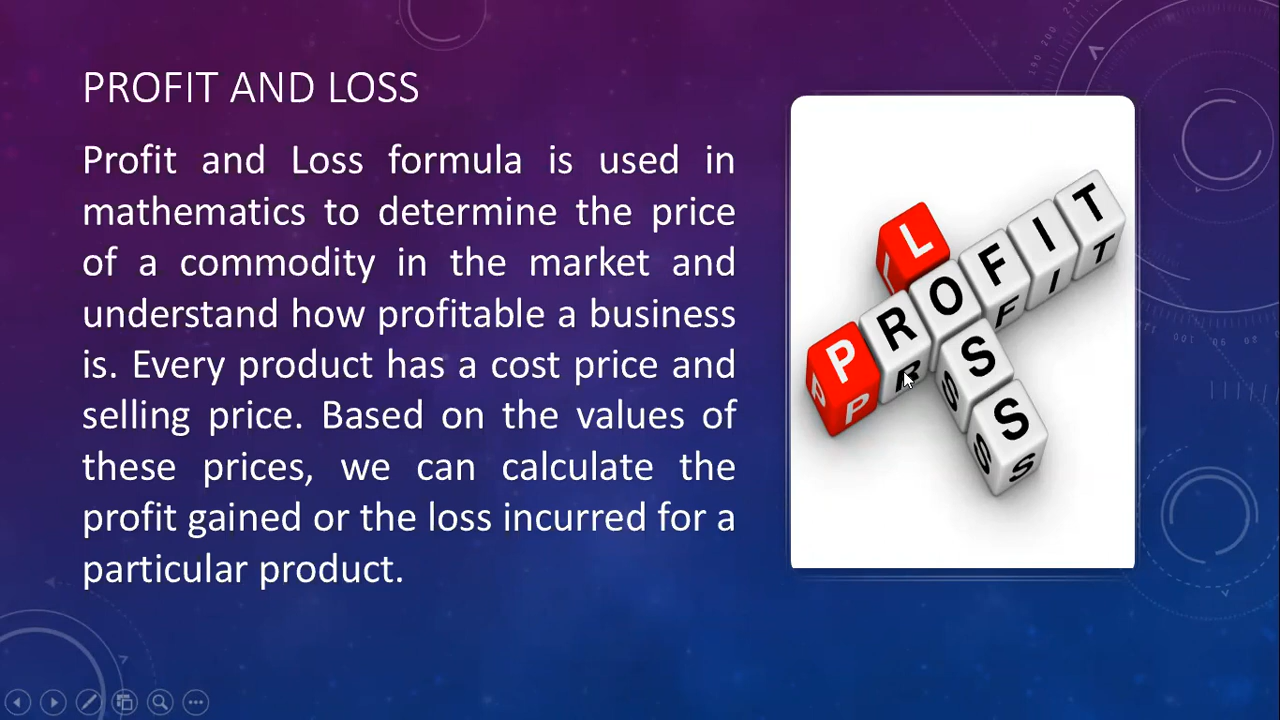 PROFIT AND LOSS
Profit and Loss formula is used in
mathematics to determine the price
of a commodity in the market and
understand how profitable a business
is. Every product has a cost price and
selling price. Based on the values of
these prices, we can calculate the
profit gained or the loss incurred for a
particular product.
PROFIT
LOSS